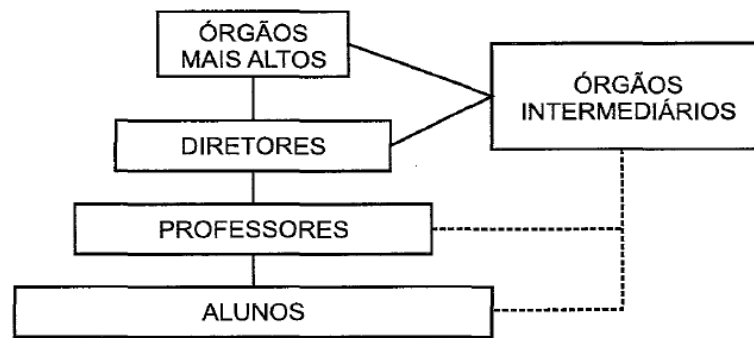 ÓRGÃOS
MAIS ALTOS
ÓRGÃOS
INTERMEDIÁRIOS
DIRETORES
PROFESSORES
ALUNOS